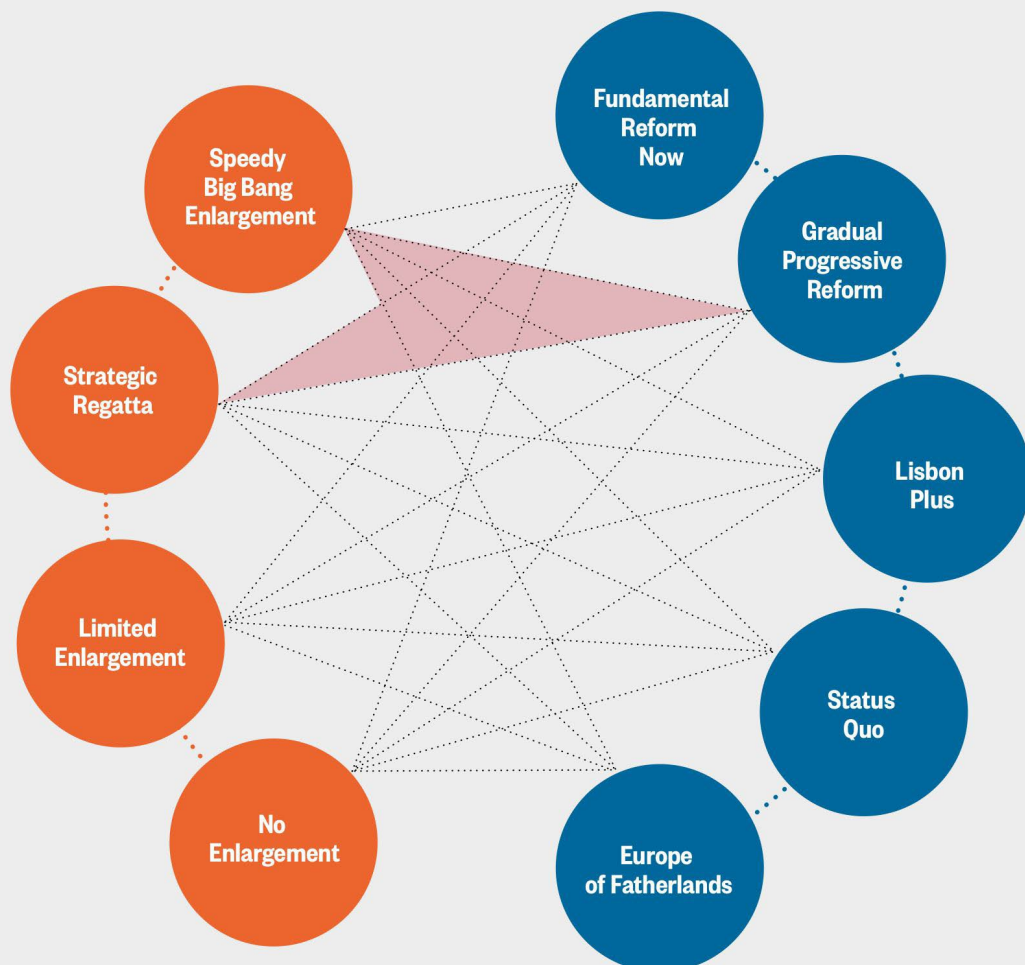 Speedy
Big Bang
Enlargement
Strategic
Regatta
Limited
Enlargement
No
Enlargement
Fundamental
Reform
Now
Gradual
Progressive
Reform
Lisbon
Plus
Status
Quo
Europe
of Fatherlands